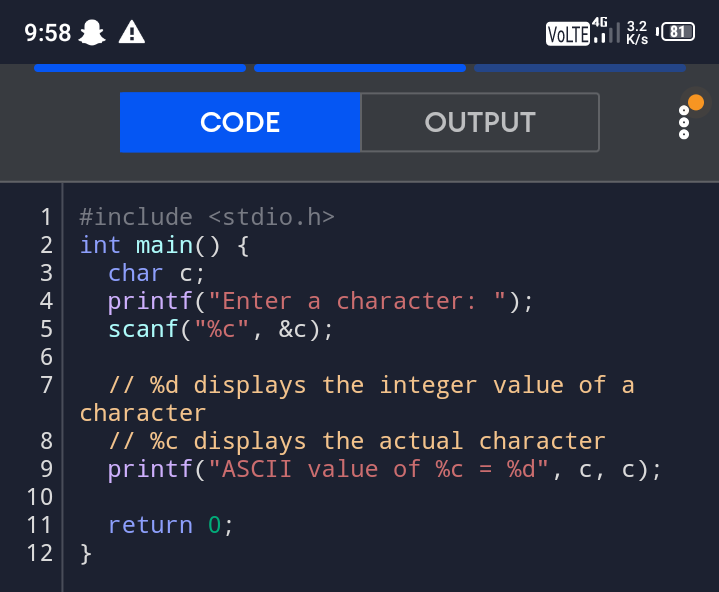 9:58
VoLTE 4G 3.2 K/s 81
CODE OUTPUT
1 #include <stdio.h>
2 int main() {
3 char c;
4 printf("Enter a character: ");
5 scanf("%c", &c);
6
7 // %d displays the integer value of a
character
8 // %c displays the actual character
9 printf("ASCII value of %c = %d", c, c);
10
11 return 0;
12 }